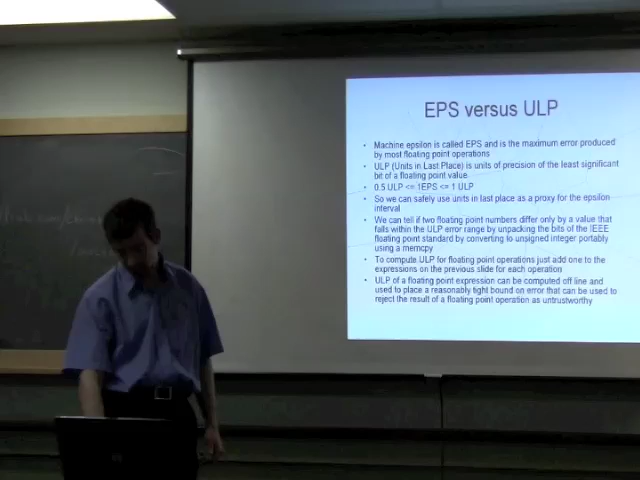 EPS versus ULP
• Machine epsilon is called EPS and is the maximum error produced
by most floating point operations
• ULP (Units in Last Place) is units of precision of the least significant
bit of a floating point value
• 0.5 ULP <= 1EPS <= 1 ULP
• So we can safely use units in last place as a proxy for the epsilon
interval
• We can tell if two floating point numbers differ only by a value that
falls within the ULP error range by unpacking the bits of the IEEE
floating point standard by converting to unsigned integer portably
using a memcpy
• To compute ULP for floating point operations just add one to the
expressions on the previous slide for each operation
• ULP of a floating point expression can be computed off line and
used to place a reasonably tight bound on error that can be used to
reject the result of a floating point operation as untrustworthy